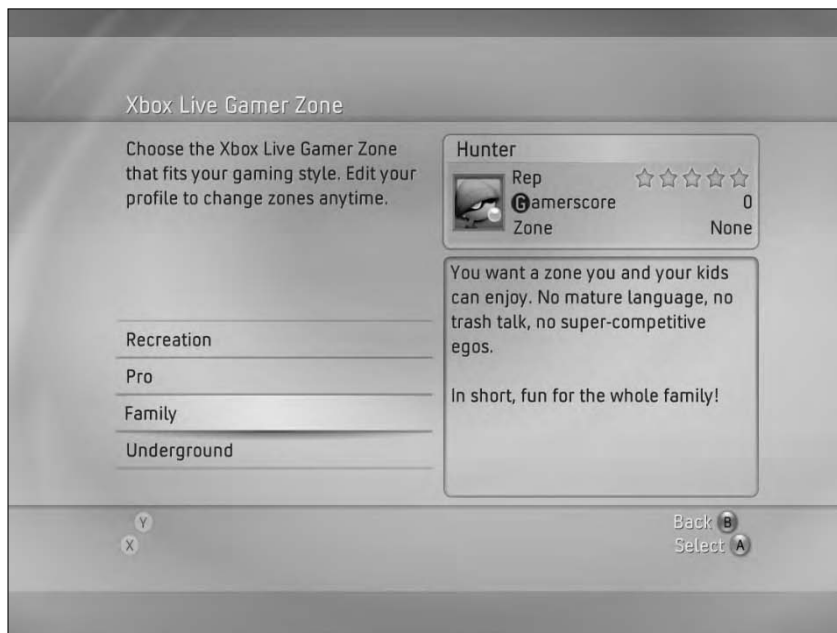 Xbox Live Gamer Zone
Choose the Xbox Live Gamer Zone
that fits your gaming style. Edit your
profile to change zones anytime.
Recreation
Pro
Family
Underground
Hunter
Rep
Gamerscore 0
Zone None
You want a zone you and your kids
can enjoy. No mature language, no
trash talk, no super-competitive
egos.
In short, fun for the whole family!
Y
X
Back B
Select A